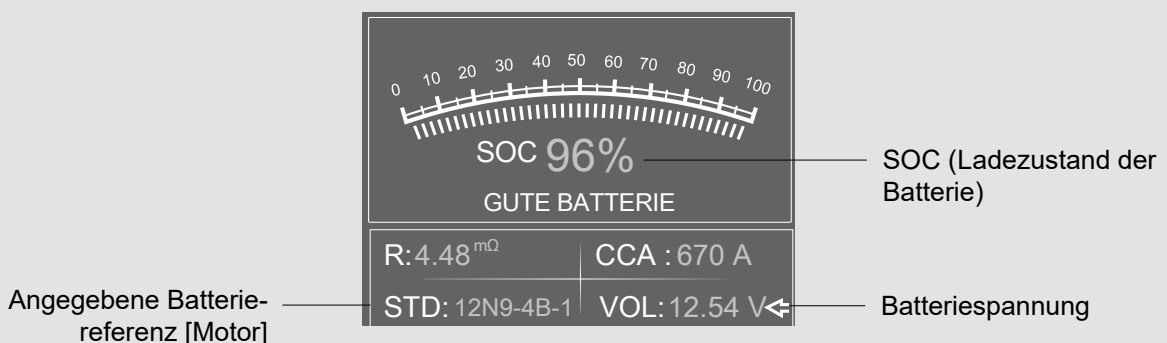 0 10 20 30 40 50 60 70 80 90 100
SOC 96%
GUTE BATTERIE
SOC (Ladezustand der
Batterie)
R: 4.48 mΩ
CCA : 670 A
STD: 12N9-4B-1
VOL: 12.54 V
Angegebene Batterie-
referenz [Motor]
Batteriespannung